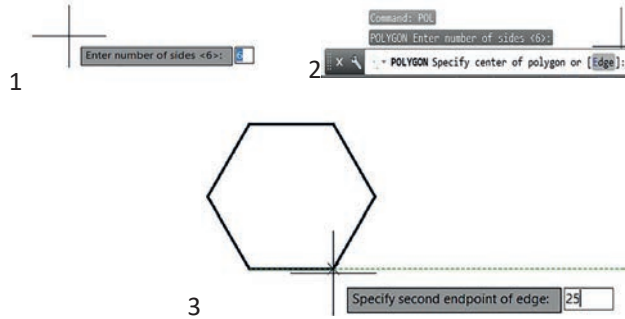 Command: POL
Enter number of sides <6>: 6
POLYGON Enter number of sides <6>:
1
2
POLYGON Specify center of polygon or [Edge]:
3
Specify second endpoint of edge: 25